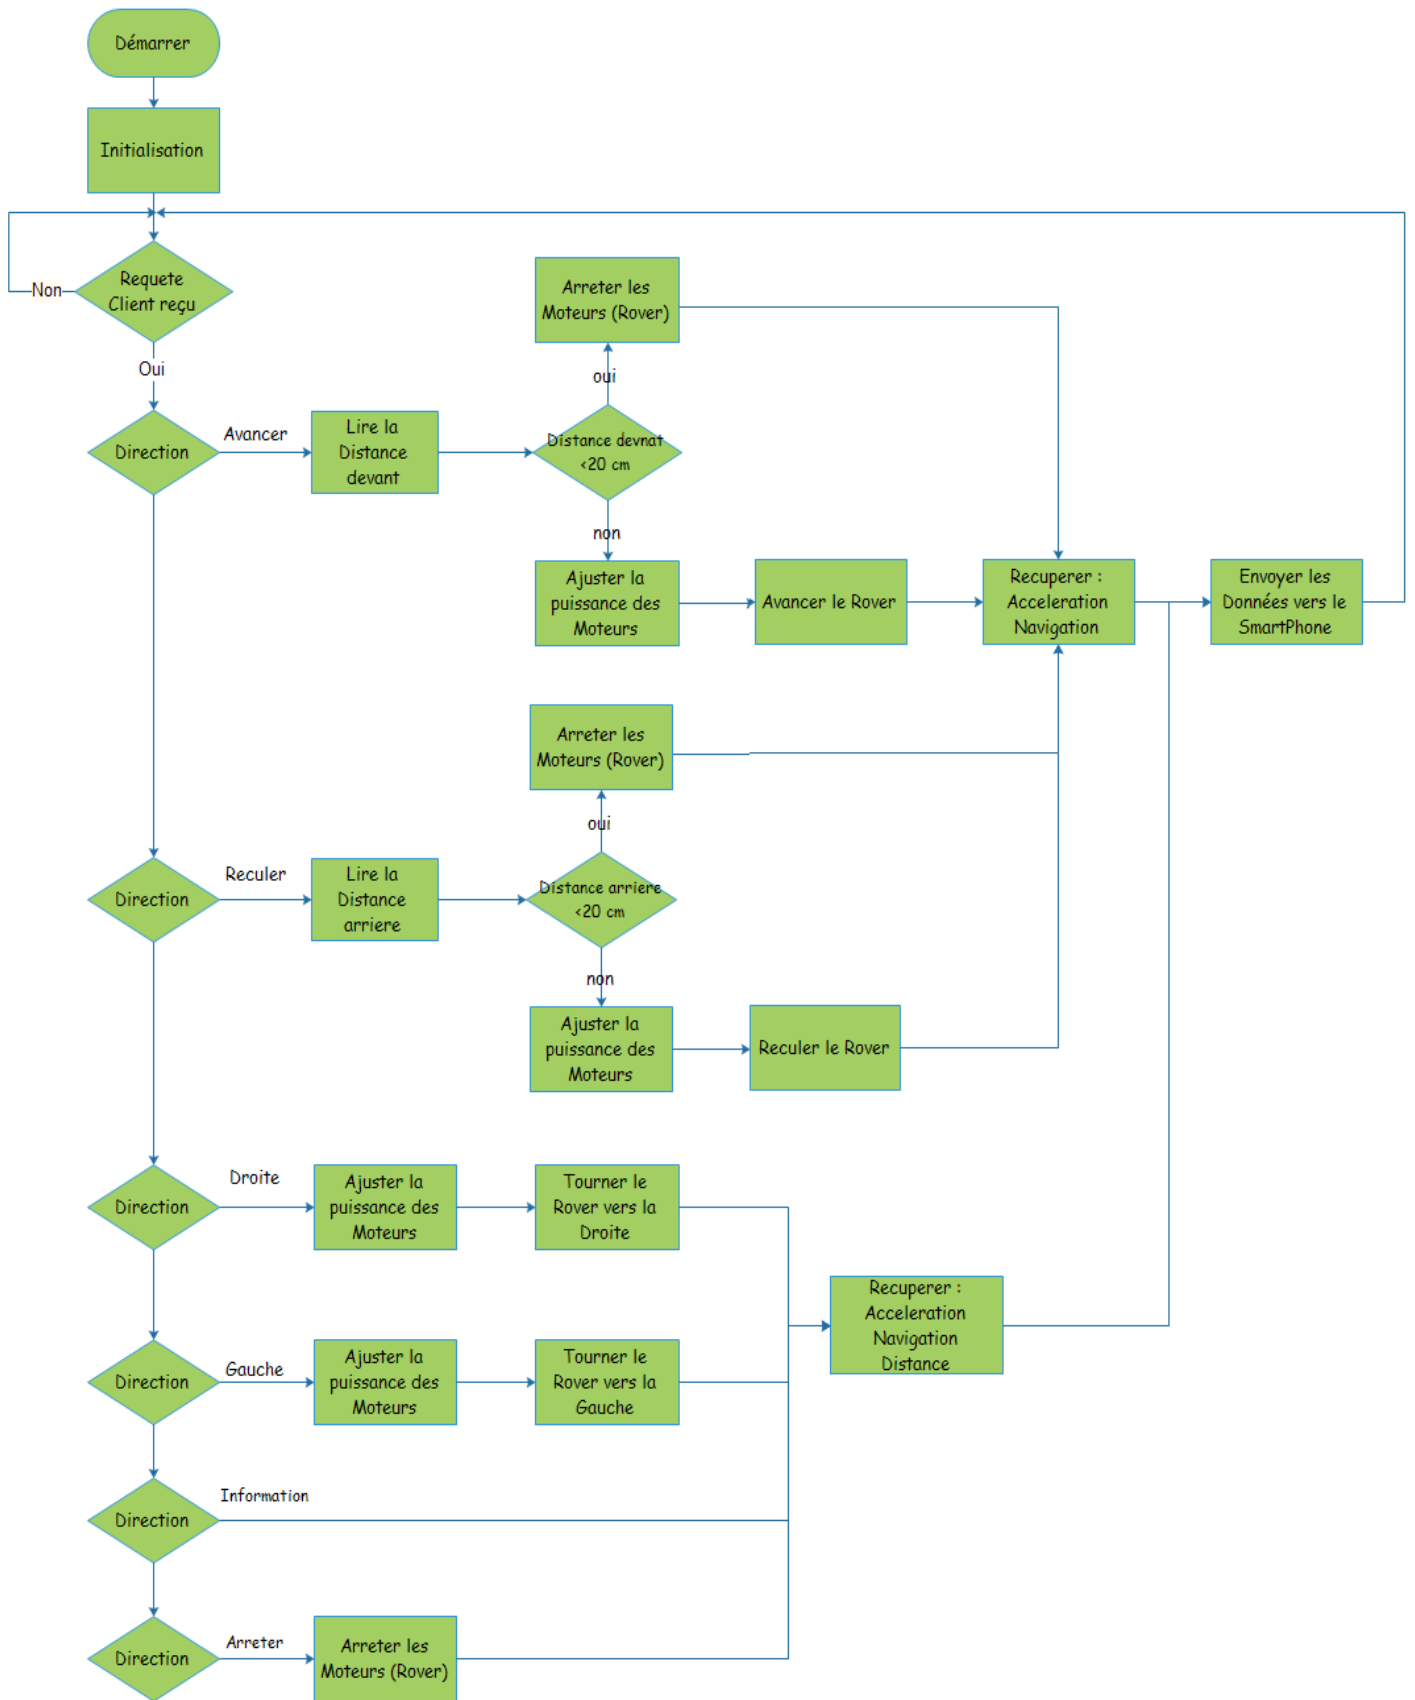 Démarrer
Initialisation
Requete
Client reçu
Non
Oui
Direction
Avancer
Lire la
Distance
devant
Distance devnat
<20 cm
oui
Arreter les
Moteurs (Rover)
non
Ajuster la
puissance des
Moteurs
Avancer le Rover
Recuperer :
Acceleration
Navigation
Envoyer les
Données vers le
SmartPhone
Direction
Reculer
Lire la
Distance
arriere
Distance arriere
<20 cm
oui
Arreter les
Moteurs (Rover)
non
Ajuster la
puissance des
Moteurs
Reculer le Rover
Direction
Droite
Ajuster la
puissance des
Moteurs
Tourner le
Rover vers la
Droite
Recuperer :
Acceleration
Navigation
Distance
Direction
Gauche
Ajuster la
puissance des
Moteurs
Tourner le
Rover vers la
Gauche
Direction
Information
Direction
Arreter
Arreter les
Moteurs (Rover)